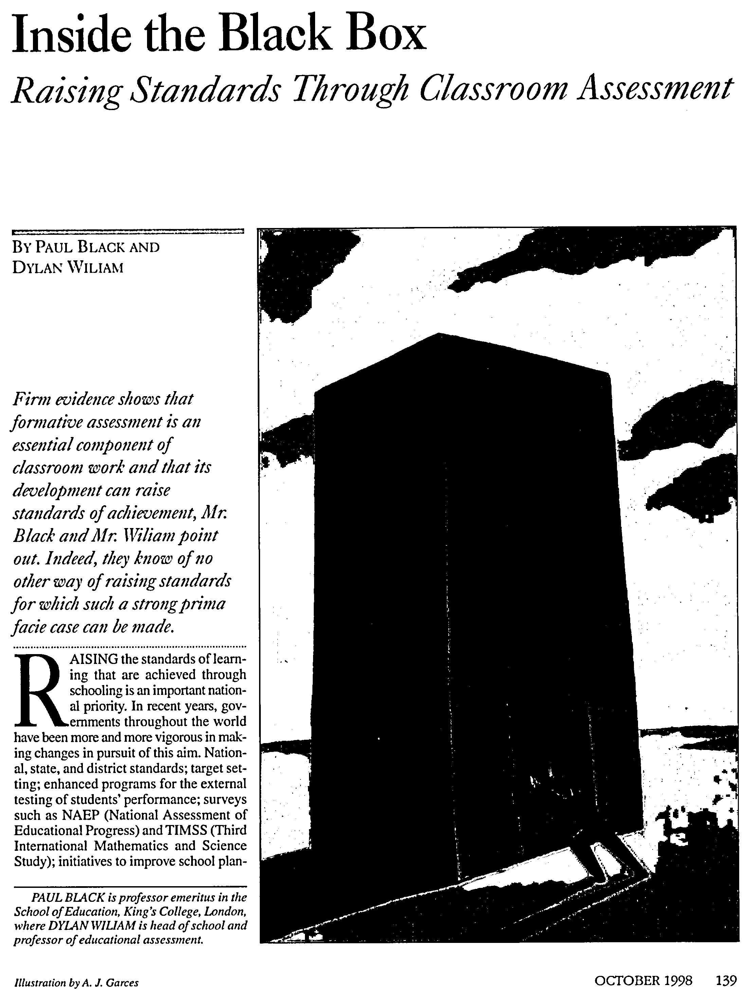 Inside the Black Box
Raising Standards Through Classroom Assessment
BY PAUL BLACK AND
DYLAN WILIAM
Firm evidence shows that
formative assessment is an
essential component of
classroom work and that its
development can raise
standards of achievement, Mr.
Black and Mr. Wiliam point
out. Indeed, they know of no
other way of raising standards
for which such a strong prima
facie case can be made.
RAISING the standards of learn-
ing that are achieved through
schooling is an important nation-
al priority. In recent years, gov-
ernments throughout the world
have been more and more vigorous in mak-
ing changes in pursuit of this aim. Nation-
al, state, and district standards; target set-
ting; enhanced programs for the external
testing of students' performance; surveys
such as NAEP (National Assessment of
Educational Progress) and TIMSS (Third
International Mathematics and Science
Study); initiatives to improve school plan-
PAUL BLACK is professor emeritus in the
School of Education, King's College, London,
where DYLAN WILIAM is head of school and
professor of educational assessment.
Illustration by A. J. Garces
OCTOBER 1998 139